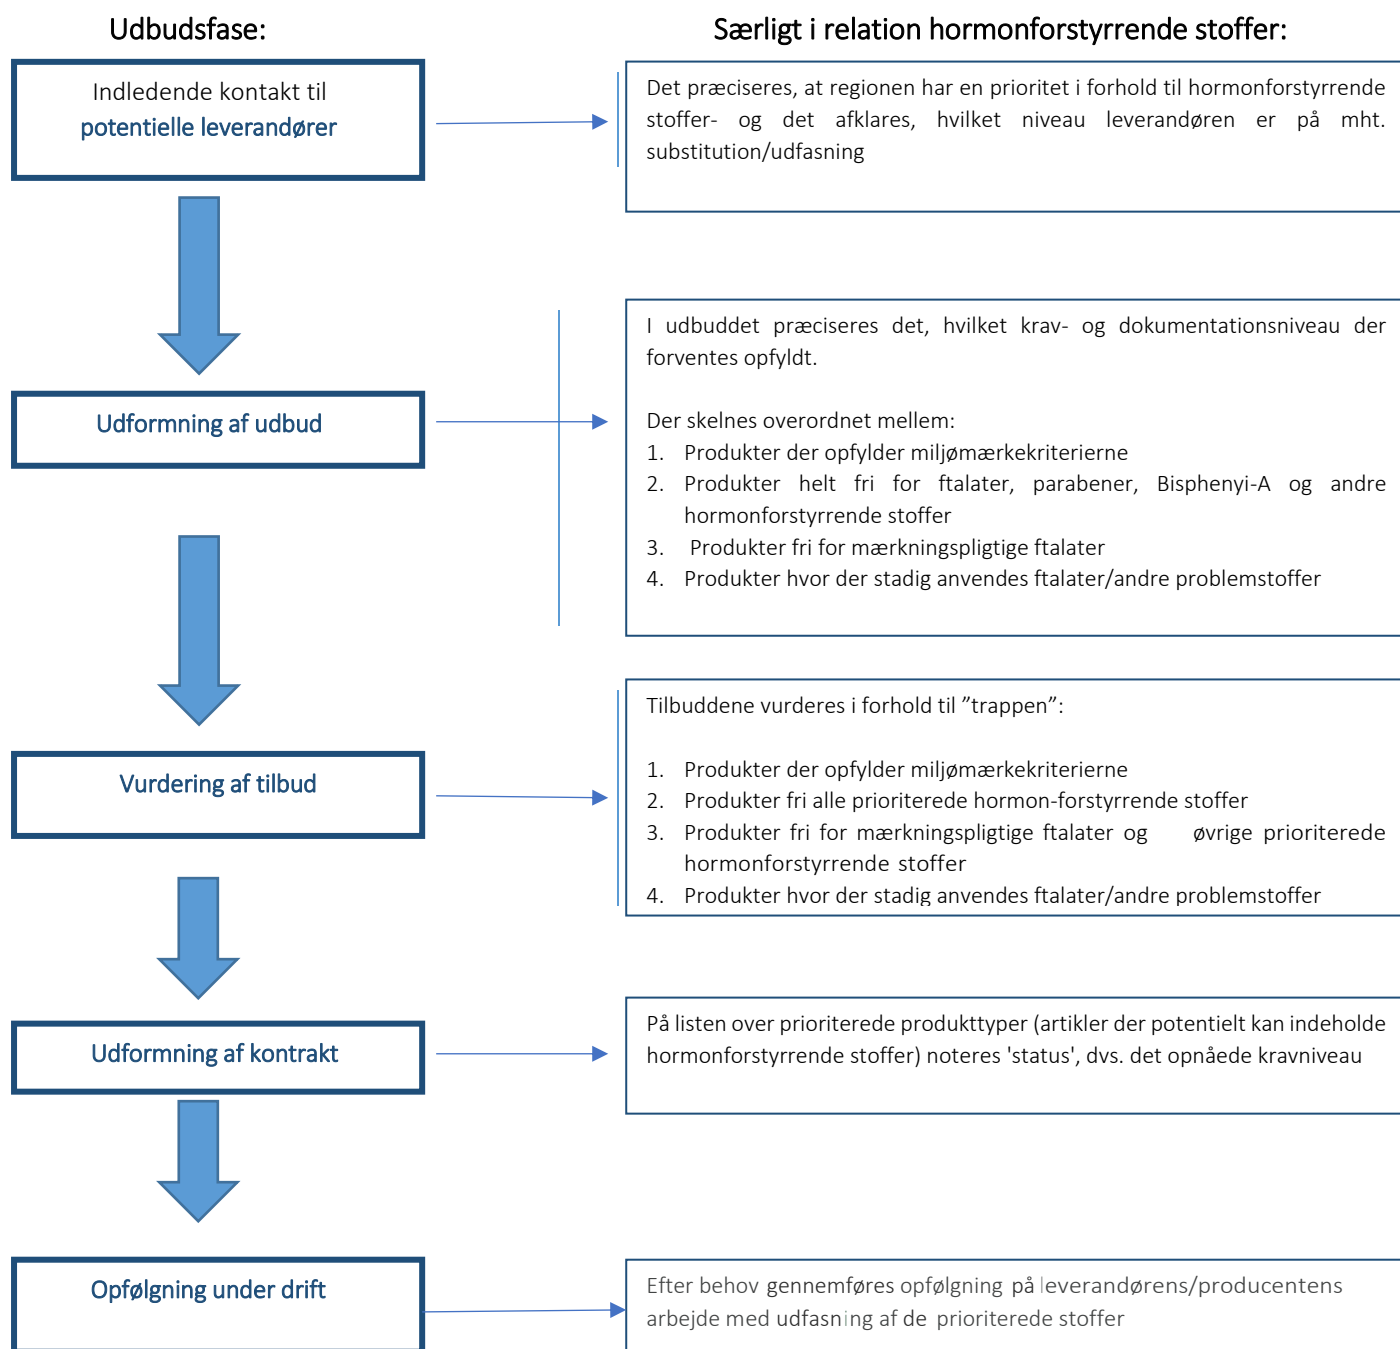 Udbudsfase:
Særligt i relation hormonforstyrrende stoffer:
Indledende kontakt til
potentielle leverandører
Det præciseres, at regionen har en prioritet i forhold til hormonforstyrrende
stoffer- og det afklares, hvilket niveau leverandøren er på mht.
substitution/udfasning
Udformning af udbud
I udbuddet præciseres det, hvilket krav- og dokumentationsniveau der
forventes opfyldt.
Der skelnes overordnet mellem:
1. Produkter der opfylder miljømærkekriterierne
2. Produkter helt fri for ftalater, parabener, Bisphenyi-A og andre
hormonforstyrrende stoffer
3. Produkter fri for mærkningspligtige ftalater
4. Produkter hvor der stadig anvendes ftalater/andre problemstoffer
Vurdering af tilbud
Tilbuddene vurderes i forhold til ”trappen”:
1. Produkter der opfylder miljømærkekriterierne
2. Produkter fri alle prioriterede hormon-forstyrrende stoffer
3. Produkter fri for mærkningspligtige ftalater og øvrige prioriterede
hormonforstyrrende stoffer
4. Produkter hvor der stadig anvendes ftalater/andre problemstoffer
Udformning af kontrakt
På listen over prioriterede produkttyper (artikler der potentielt kan indeholde
hormonforstyrrende stoffer) noteres 'status', dvs. det opnåede kravniveau
Opfølgning under drift
Efter behov gennemføres opfølgning på leverandørens/producentens
arbejde med udfasning af de prioriterede stoffer